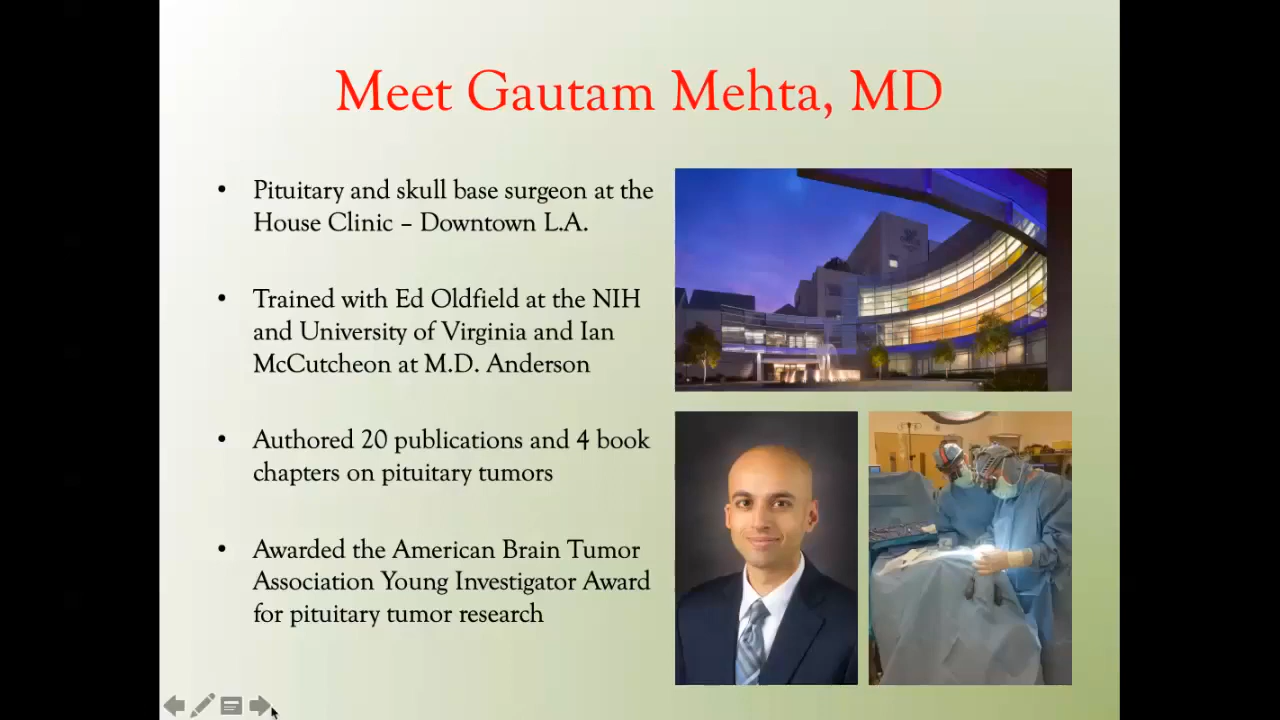 Meet Gautam Mehta, MD
• Pituitary and skull base surgeon at the
House Clinic – Downtown L.A.
• Trained with Ed Oldfield at the NIH
and University of Virginia and Ian
McCutcheon at M.D. Anderson
• Authored 20 publications and 4 book
chapters on pituitary tumors
• Awarded the American Brain Tumor
Association Young Investigator Award
for pituitary tumor research